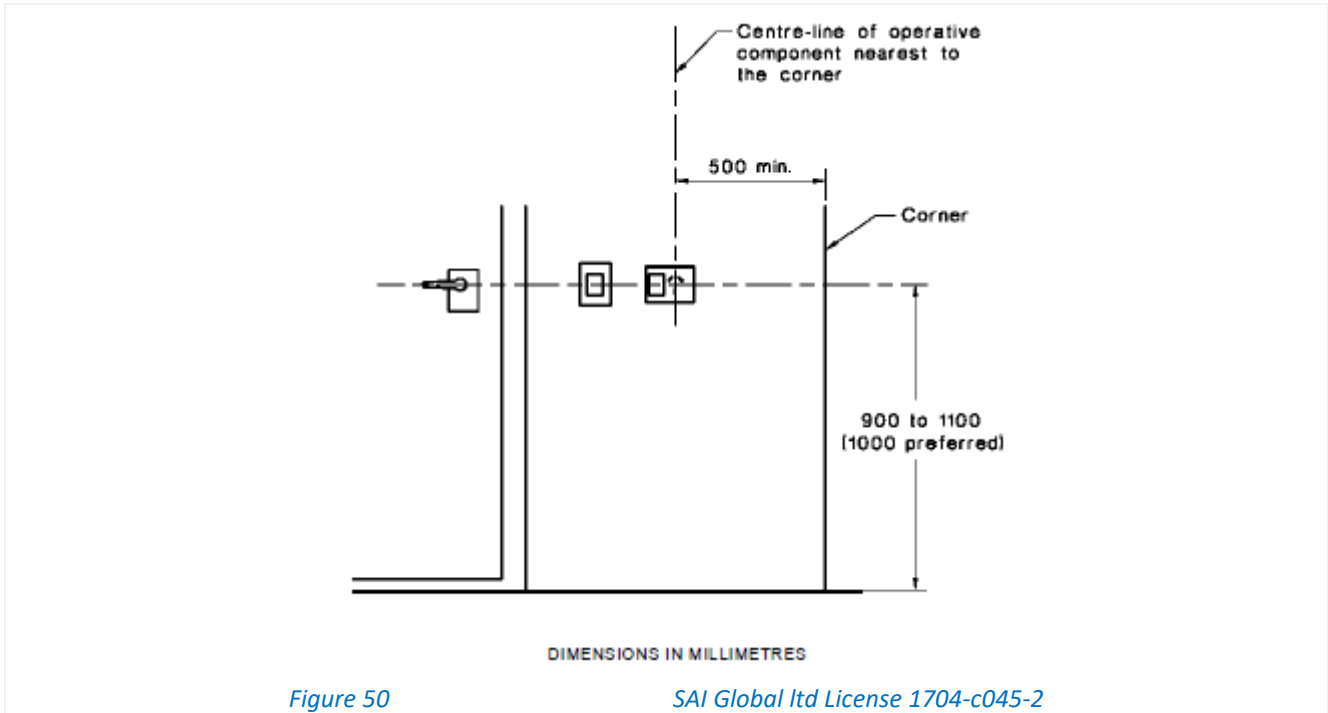 Centre-line of operative
component nearest to
the corner
500 min.
Corner
900 to 1100
(1000 preferred)
DIMENSIONS IN MILLIMETRES
Figure 50 SAI Global ltd License 1704-c045-2